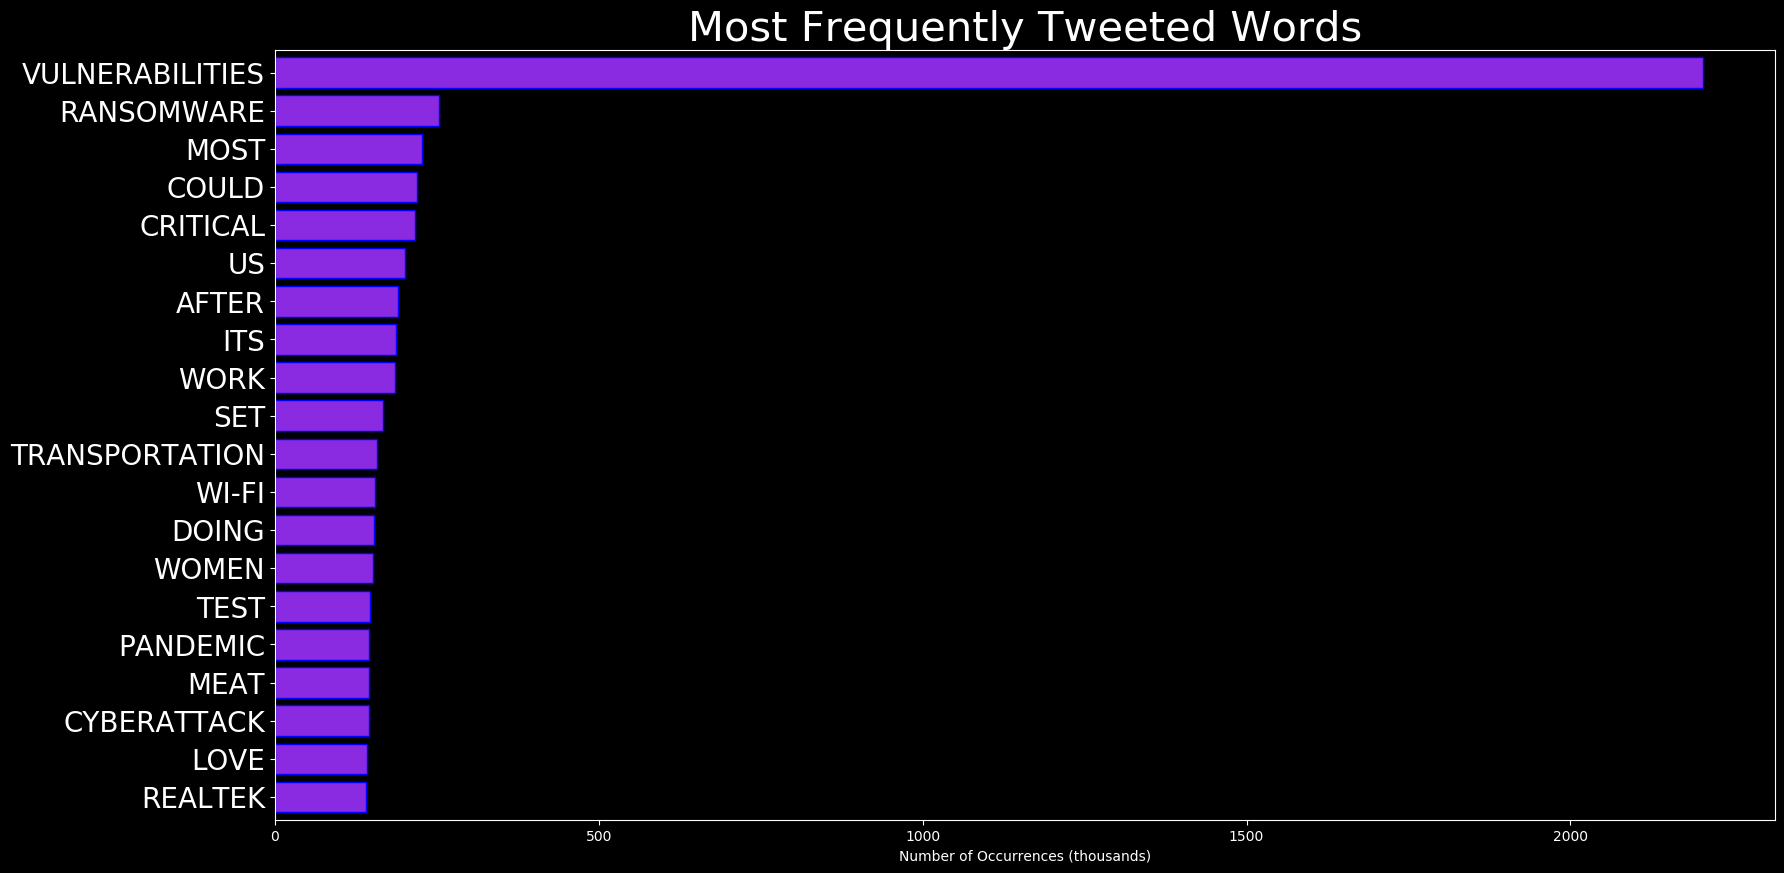 Most Frequently Tweeted Words
VULNERABILITIES
RANSOMWARE
MOST
COULD
CRITICAL
US
AFTER
ITS
WORK
SET
TRANSPORTATION
WI-FI
DOING
WOMEN
TEST
PANDEMIC
MEAT
CYBERATTACK
LOVE
REALTEK
0 500 1000 1500 2000
Number of Occurrences (thousands)